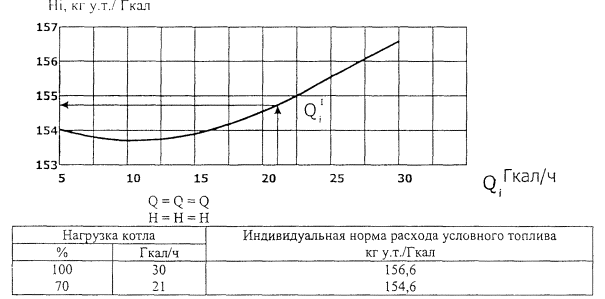 Hi, кг у.т./ Гкал
157
156
155
154
153
Q i I
5 10 15 20 25 30
Q i Гкал/ч
Q = Q = Q
H = H = H
Нагрузка котла Индивидуальная норма расхода условного топлива
% Гкал/ч кг у.т./Гкал
100 30 156,6
70 21 154,6